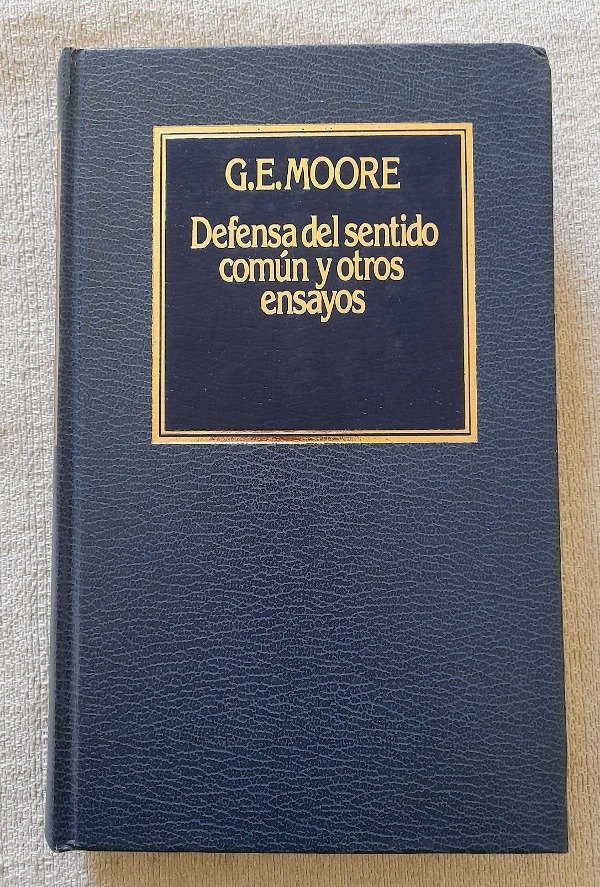 G.E.MOORE
Defensa del sentido
común y otros
ensayos